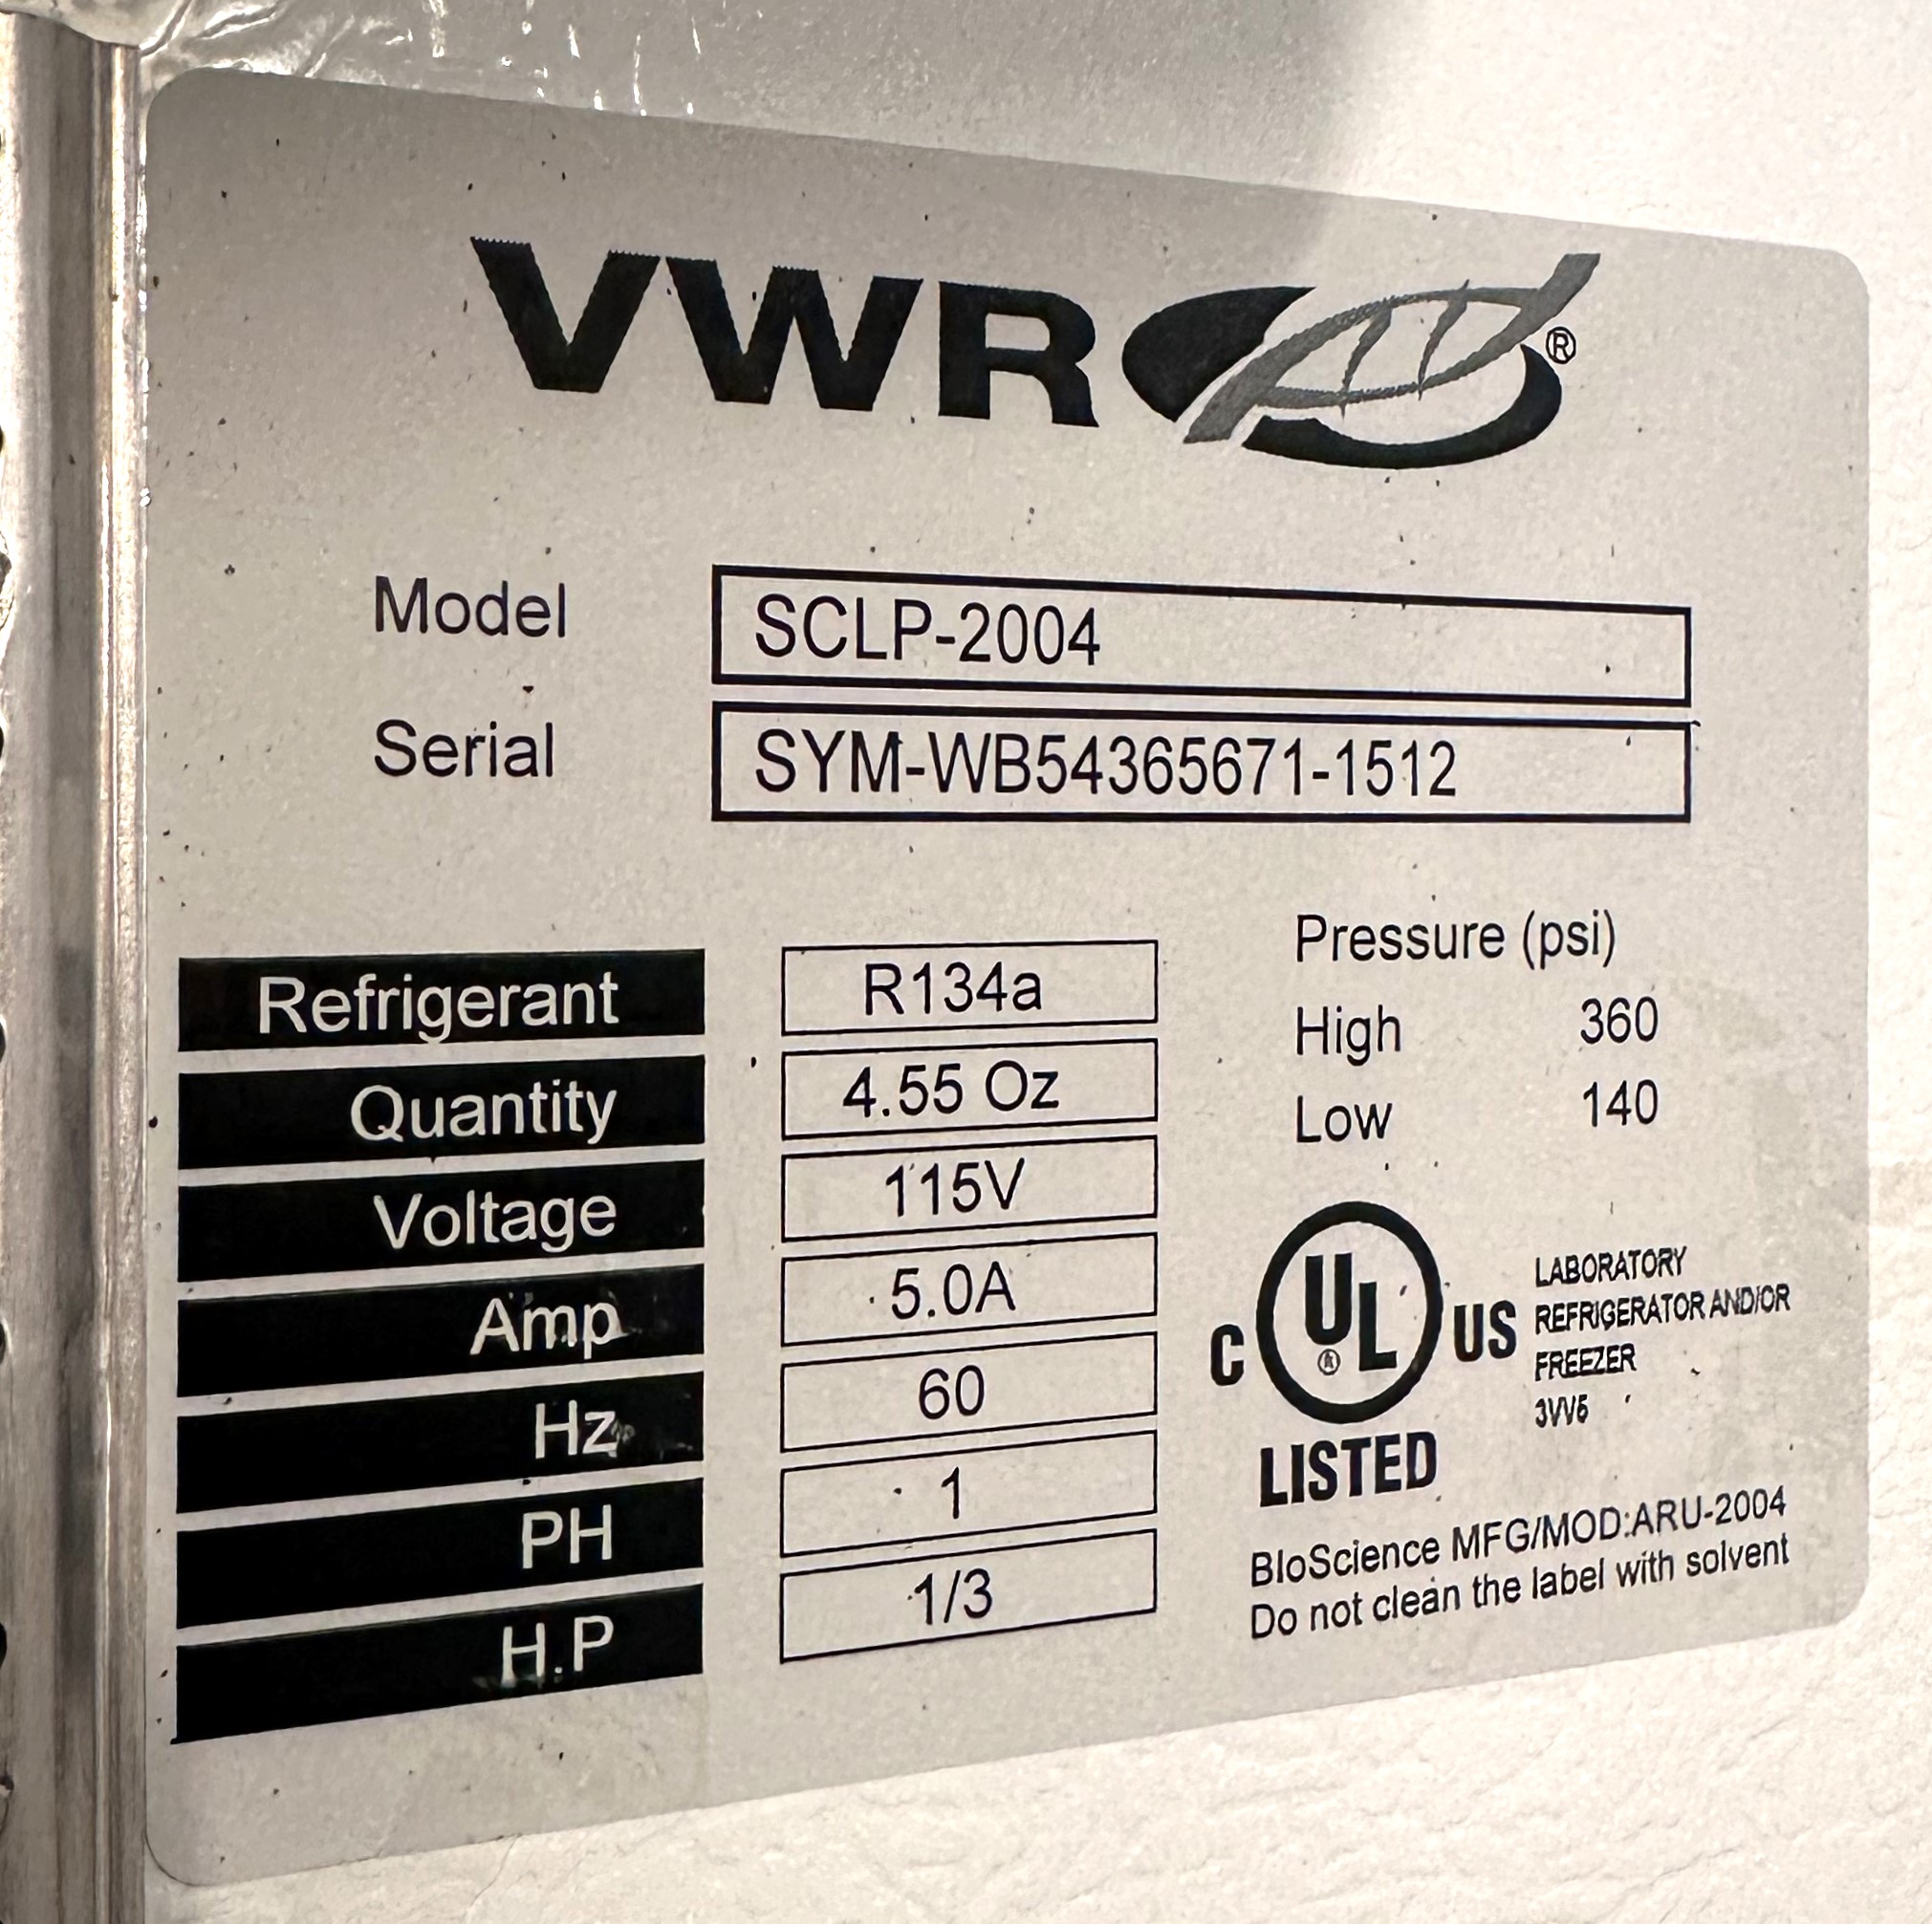 VWR®
Model SCLP-2004
Serial SYM-WB54365671-1512
Refrigerant R134a
Quantity 4.55 Oz
Voltage 115V
Amp 5.0A
Hz 60
PH 1
H.P 1/3
Pressure (psi)
High 360
Low 140
C UL® US
LISTED
LABORATORY
REFRIGERATOR AND/OR
FREEZER
3VV5
BIoScience MFG/MOD:ARU-2004
Do not clean the label with solvent